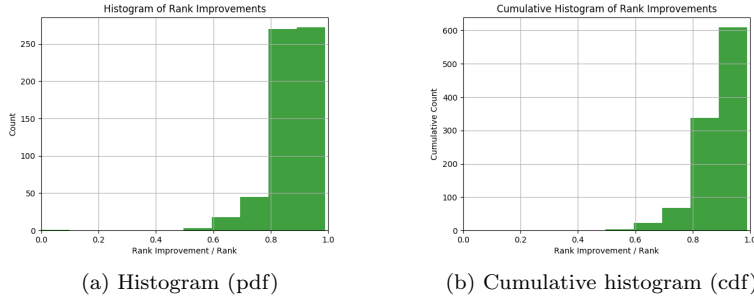 Histogram of Rank Improvements
250
200
150
100
50
0
0.0 0.2 0.4 0.6 0.8 1.0
Count
Rank Improvement / Rank
(a) Histogram (pdf)
Cumulative Histogram of Rank Improvements
600
500
400
300
200
100
0
0.0 0.2 0.4 0.6 0.8 1.0
Cumulative Count
Rank Improvement / Rank
(b) Cumulative histogram (cdf)